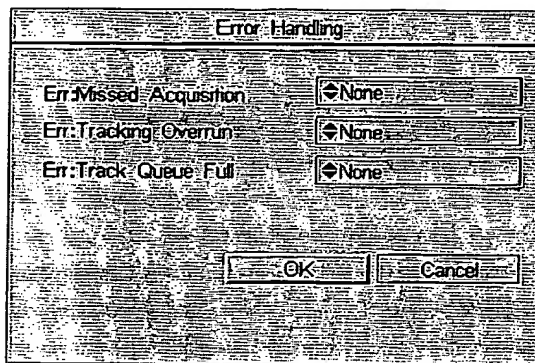 Error Handling
Err:Missed Acquisition None
Err:Tracking Overrun None
Err:Track Queue Full None
OK Cancel